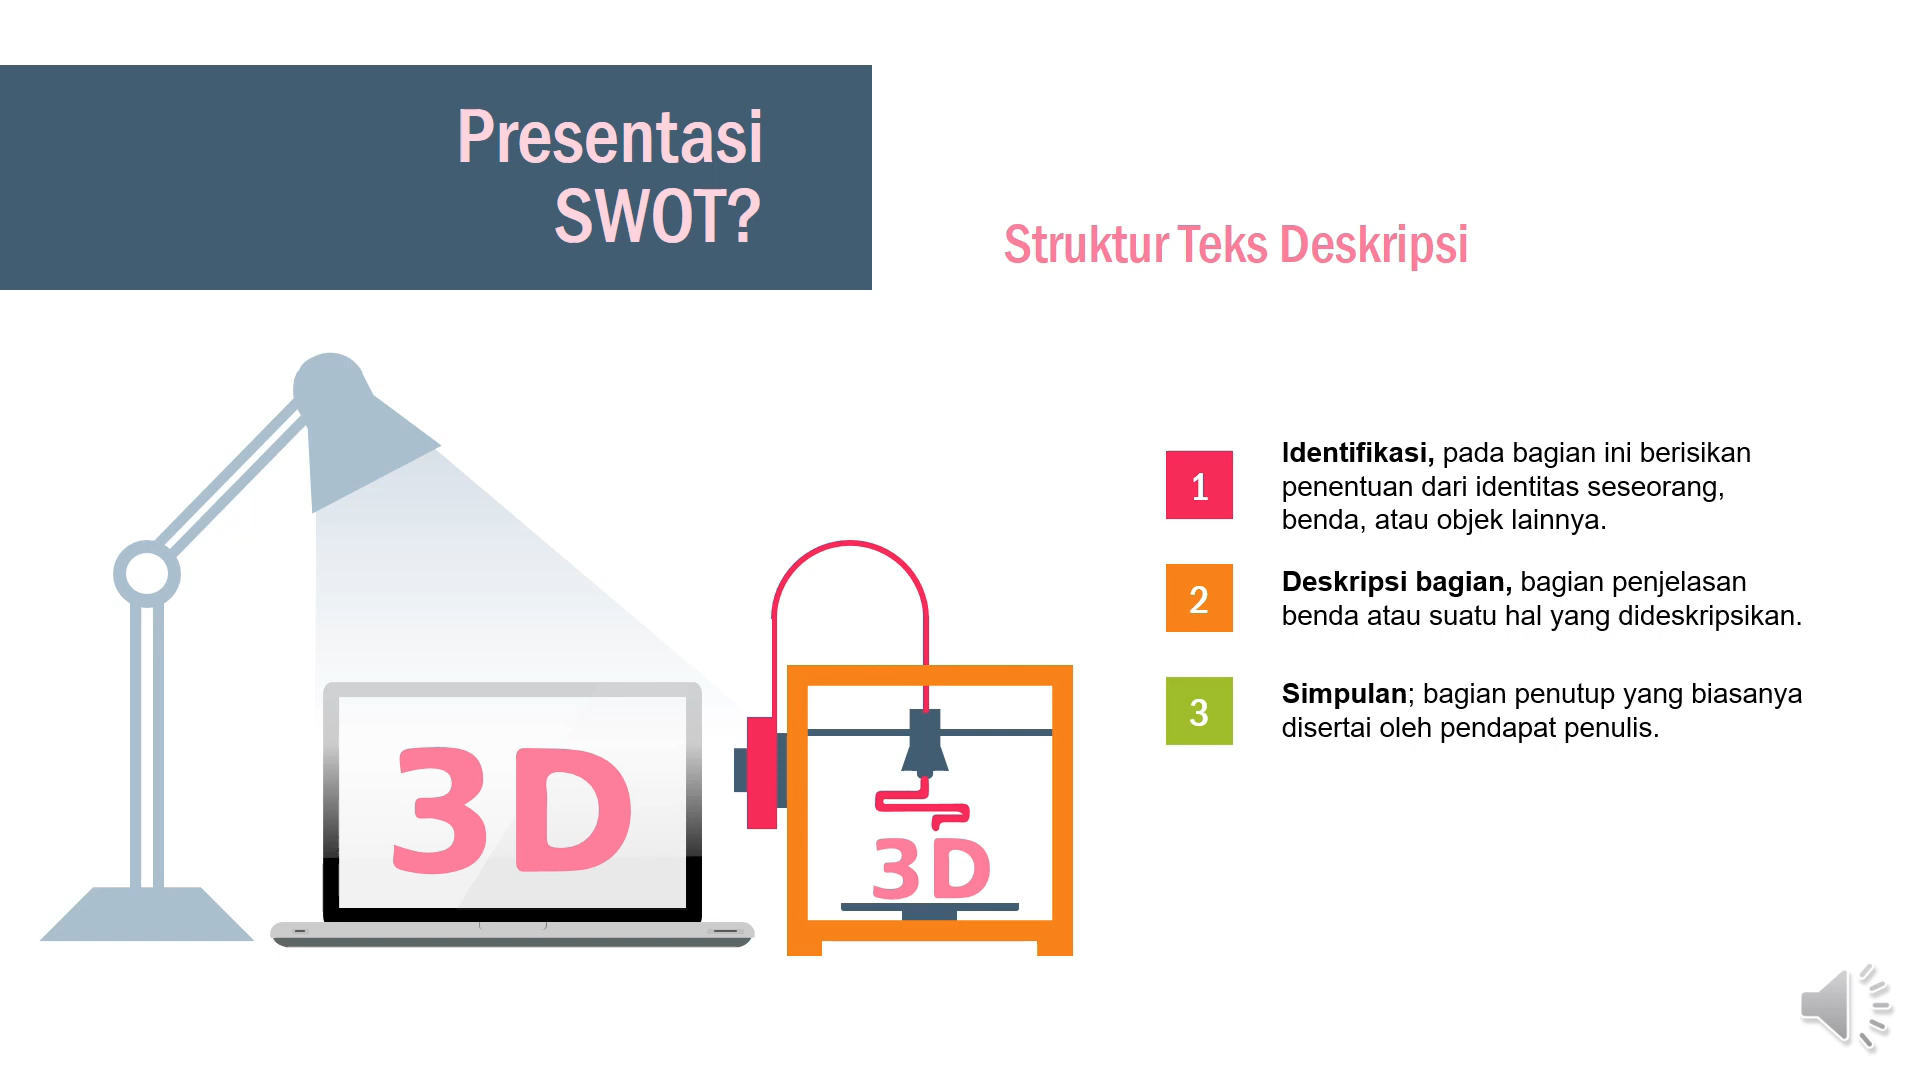 Presentasi
SWOT?
Struktur Teks Deskripsi
1
Identifikasi, pada bagian ini berisikan
penentuan dari identitas seseorang,
benda, atau objek lainnya.
2
Deskripsi bagian, bagian penjelasan
benda atau suatu hal yang dideskripsikan.
3
Simpulan; bagian penutup yang biasanya
disertai oleh pendapat penulis.
3D
3D